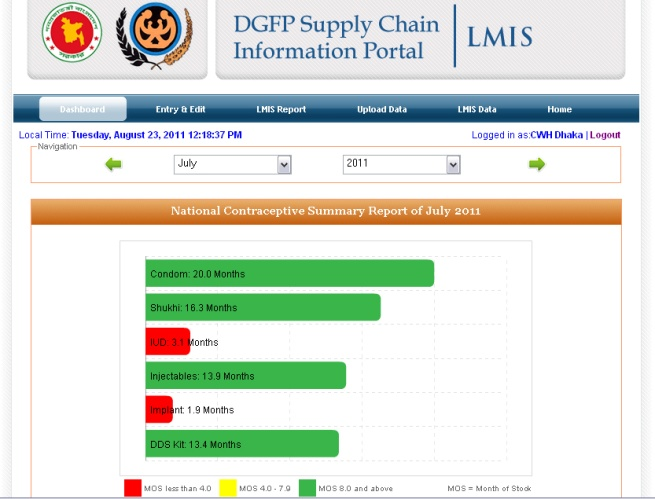 DGFP Supply Chain
Information Portal
LMIS
Dashboard Entry & Edit LMIS Report Upload Data LMIS Data Home
Local Time: Tuesday, August 23, 2011 12:18:37 PM Logged in as:CWH Dhaka | Logout
Navigation
July 2011
National Contraceptive Summary Report of July 2011
Condom: 20.0 Months
Shukhi: 16.3 Months
IUD: 3.1 Months
Injectables: 13.9 Months
Implant: 1.9 Months
DDS Kit: 13.4 Months
MOS less than 4.0 MOS 4.0 - 7.9 MOS 8.0 and above MOS = Month of Stock